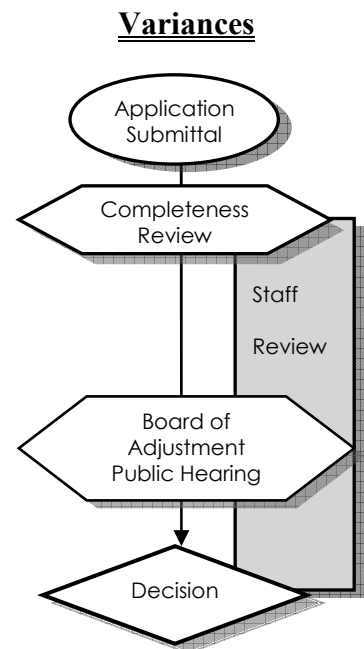 Variances
Application
Submittal
Completeness
Review
Staff
Review
Board of
Adjustment
Public Hearing
Decision